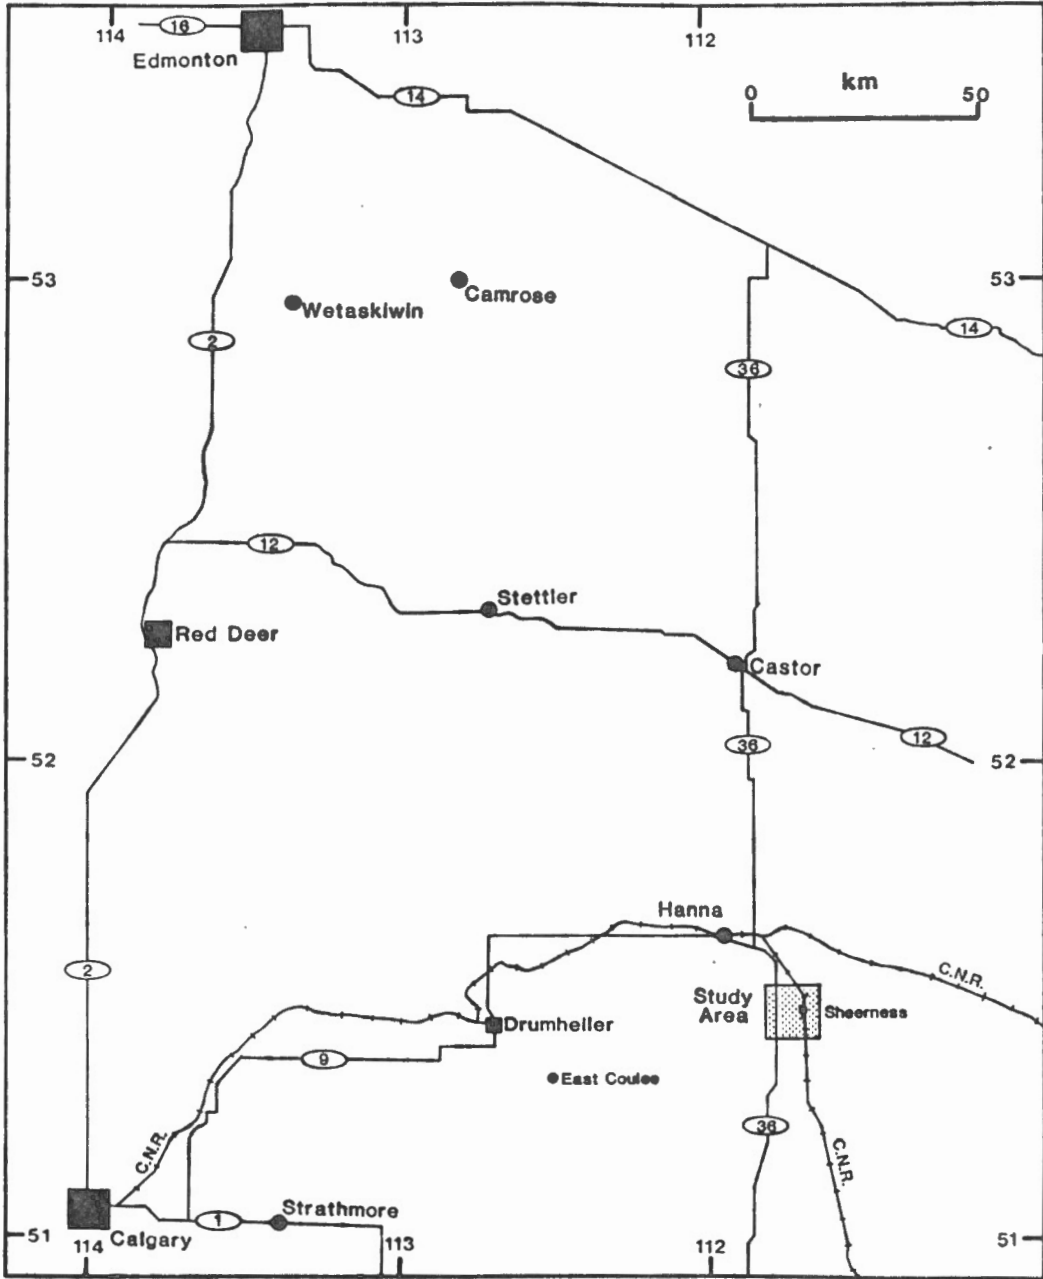 16
114
113
112
Edmonton
km
0
50
14
53
53
Camrose
Wetaskiwin
14
2
36
12
Stettler
Red Deer
Castor
12
36
52
52
Hanna
2
C.N.R.
Study
Area
Sheerness
Drumheller
9
East Coulee
36
C.N.R.
C.N.R.
Strathmore
1
51
114
Calgary
113
112
51